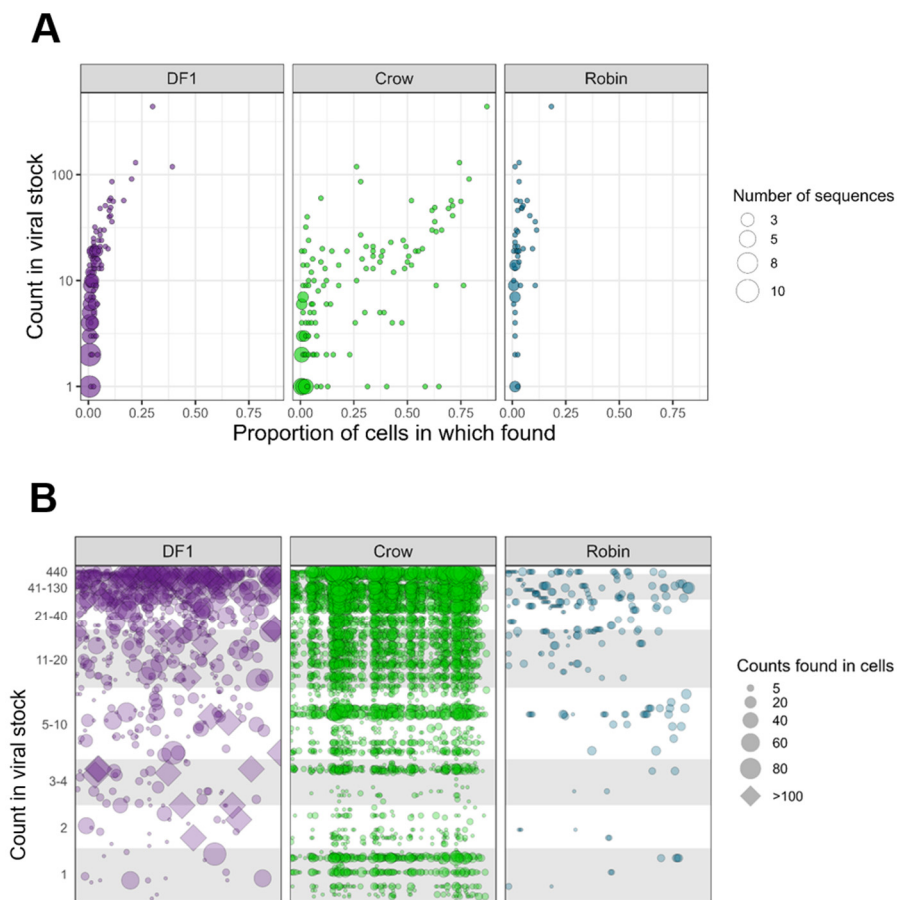 A
DF1 Crow Robin
Count in viral stock
100
10
1
0.00 0.25 0.50 0.75 0.00 0.25 0.50 0.75 0.00 0.25 0.50 0.75
Proportion of cells in which found
Number of sequences
3
5
8
10
B
DF1 Crow Robin
Count in viral stock
440
41-130
21-40
11-20
5-10
3-4
2
1
Counts found in cells
5
20
40
60
80
>100